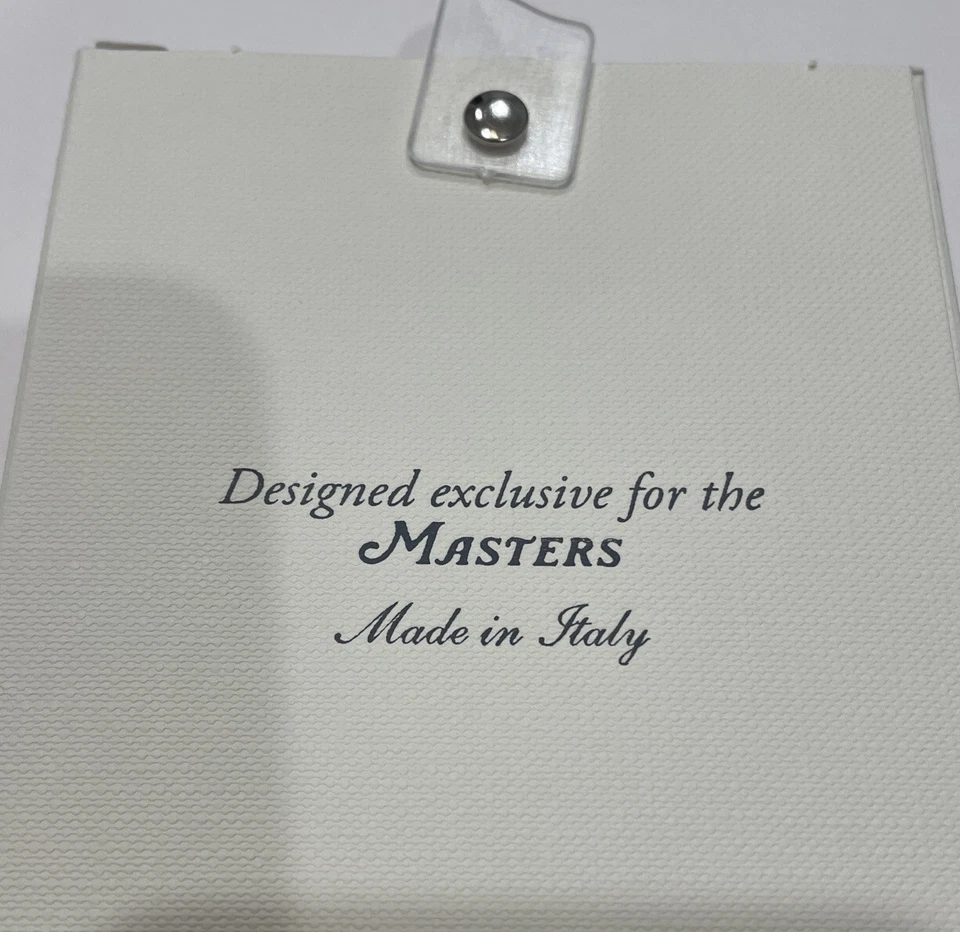 Designed exclusive for the
MASTERS
Made in Italy